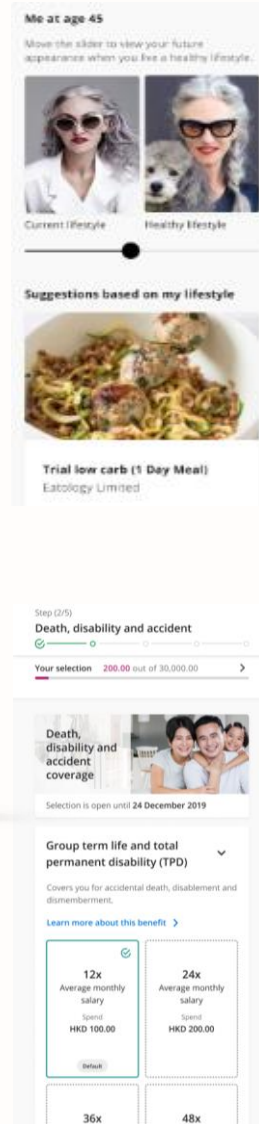 Me at age 45
Move the slider to view your future
appearance when you live a healthy lifestyle.
Current lifestyle
Healthy lifestyle
Suggestions based on my lifestyle
Trial low carb (1 Day Meal)
Eatology Limited
Step (2/5)
Death, disability and accident
Your selection 200.00 out of 30,000.00
Death,
disability and
accident
coverage
Selection is open until 24 December 2019
Group term life and total
permanent disability (TPD)
Covers you for accidental death, disablement and
dismemberment.
Learn more about this benefit
12x
Average monthly
salary
Spend
HKD 100.00
Default
24x
Average monthly
salary
Spend
HKD 200.00
36x
48x